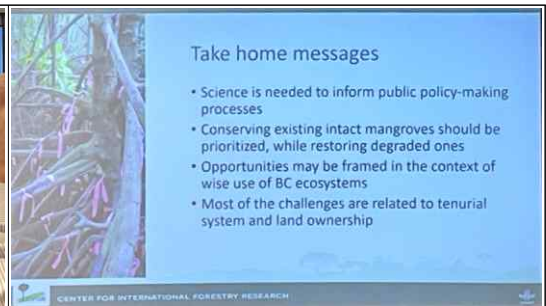 Take home messages
• Science is needed to inform public policy-making
processes
• Conserving existing intact mangroves should be
prioritized, while restoring degraded ones
• Opportunities may be framed in the context of
wise use of BC ecosystems
• Most of the challenges are related to tenurial
system and land ownership
CENTER FOR INTERNATIONAL FORESTRY RESEARCH